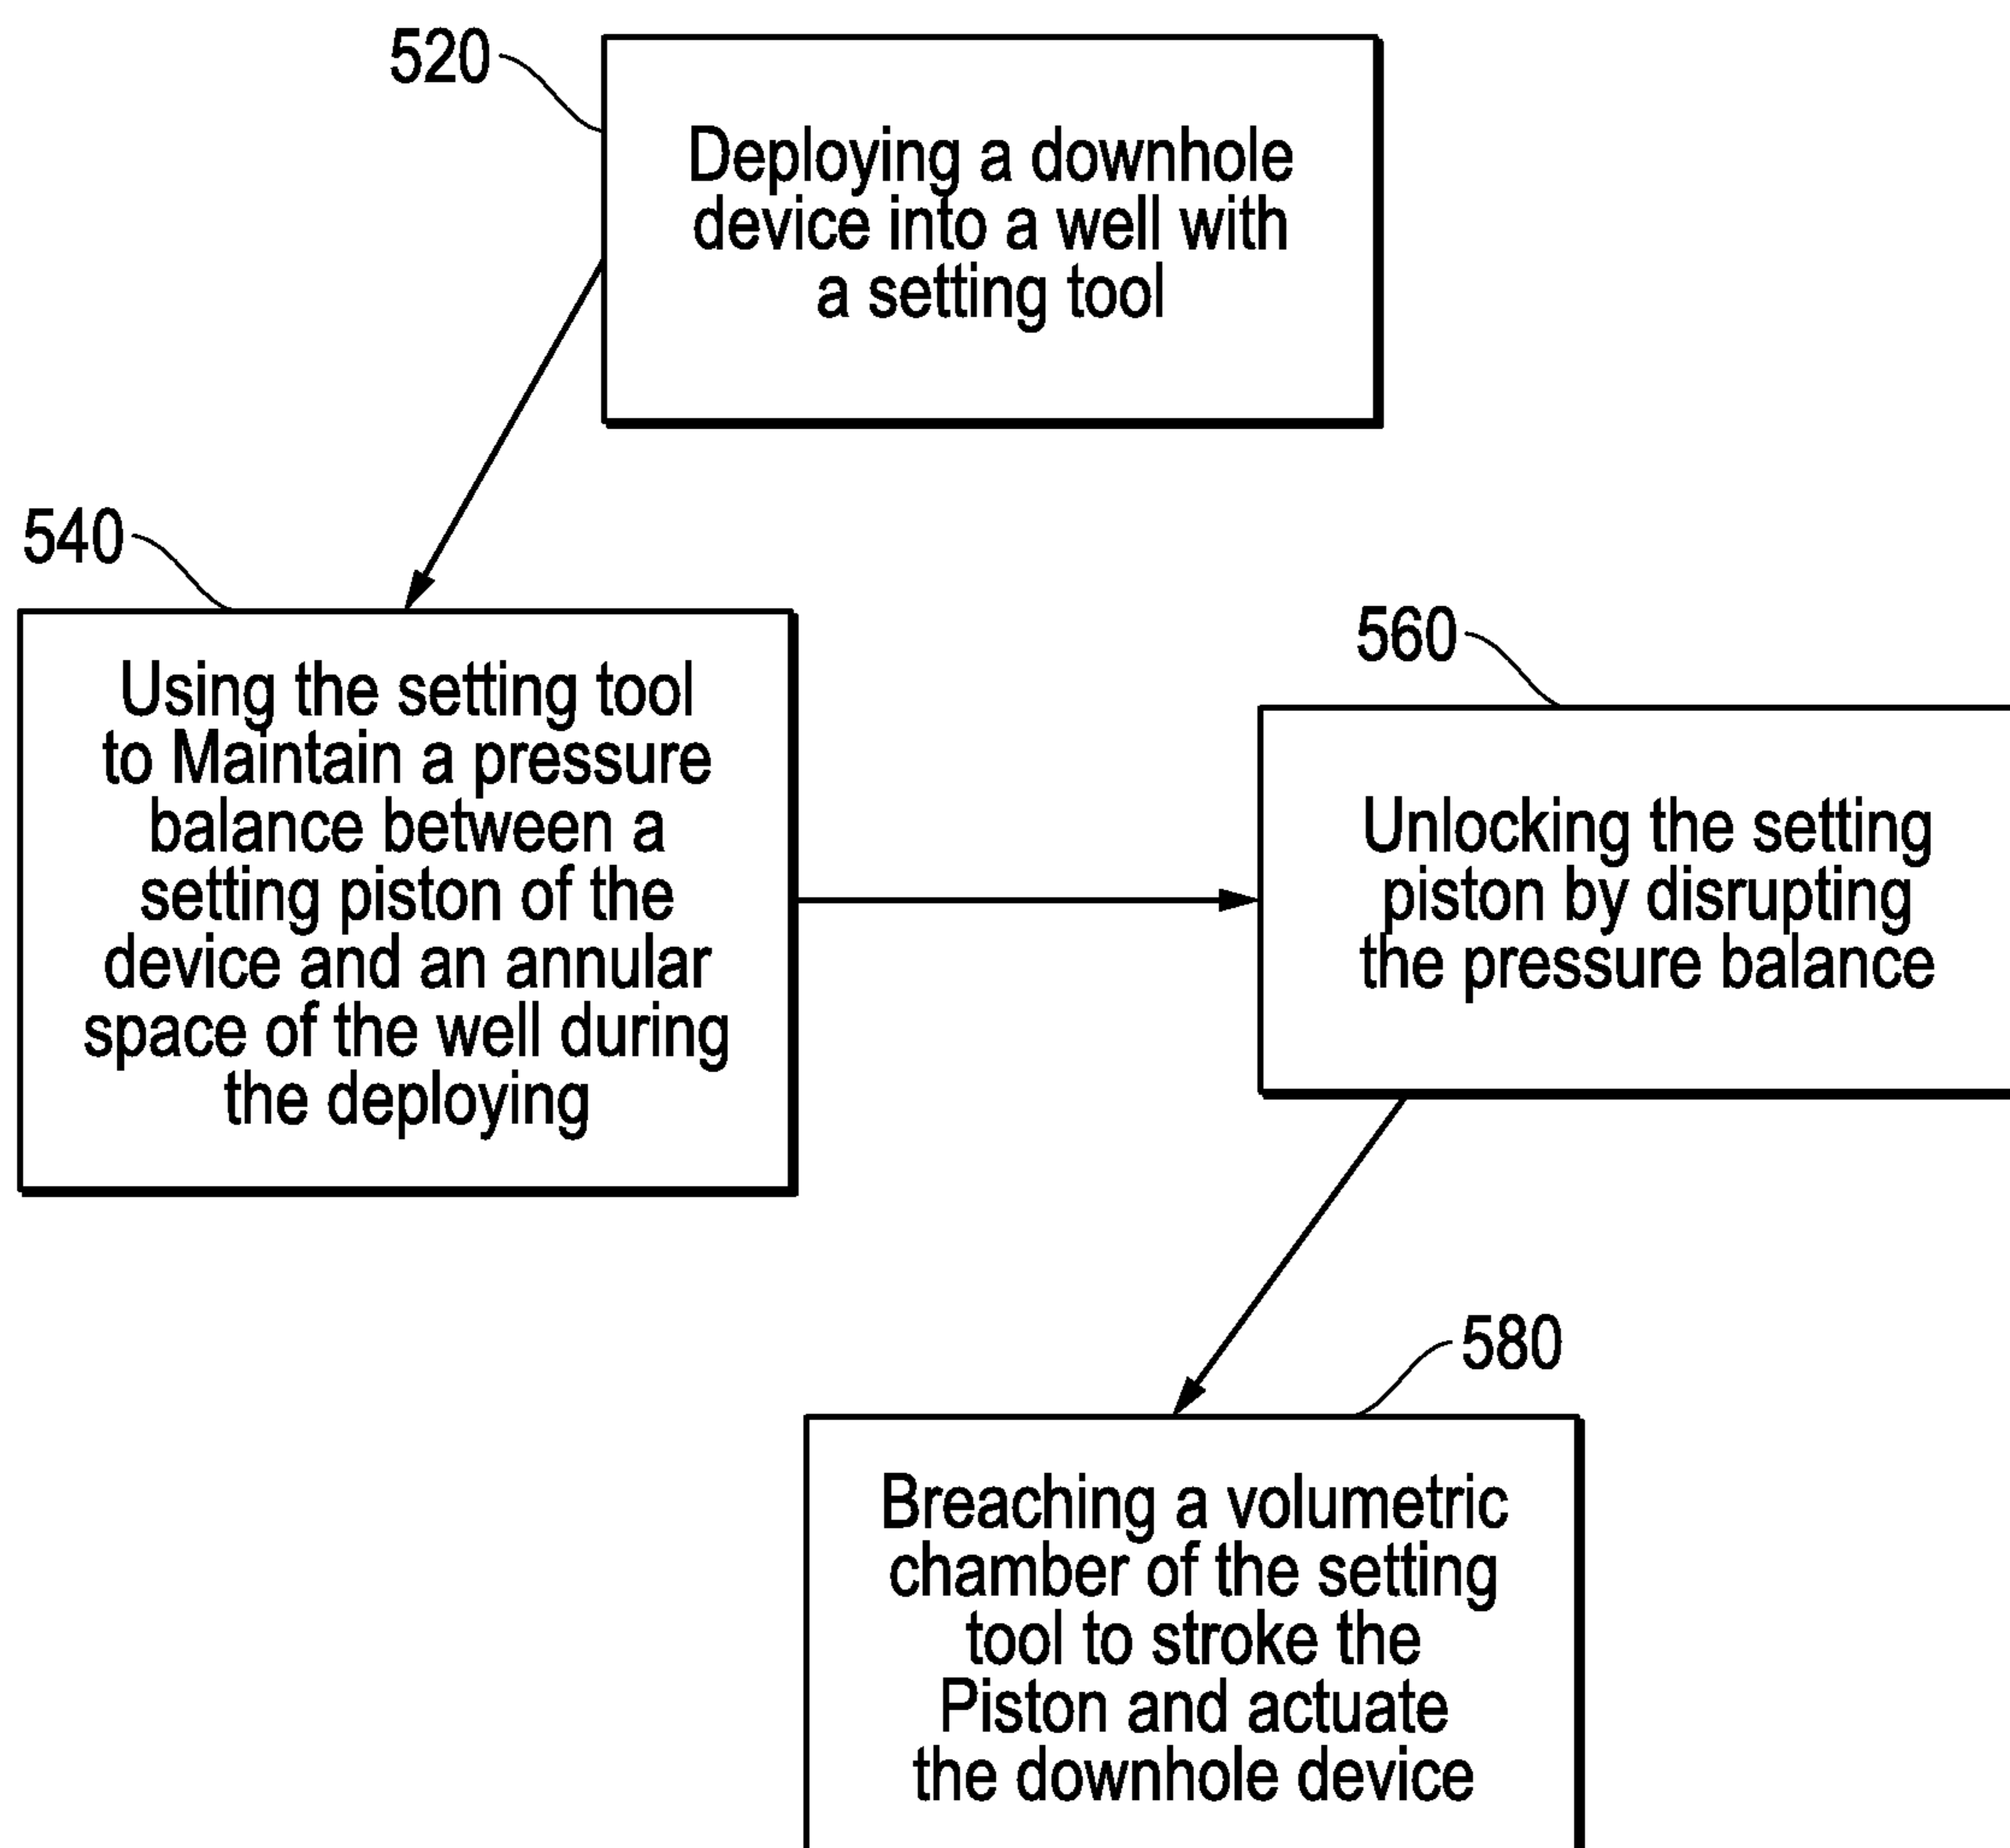 520
Deploying a downhole
device into a well with
a setting tool
540
Using the setting tool
to Maintain a pressure
balance between a
setting piston of the
device and an annular
space of the well during
the deploying
560
Unlocking the setting
piston by disrupting
the pressure balance
580
Breaching a volumetric
chamber of the setting
tool to stroke the
Piston and actuate
the downhole device